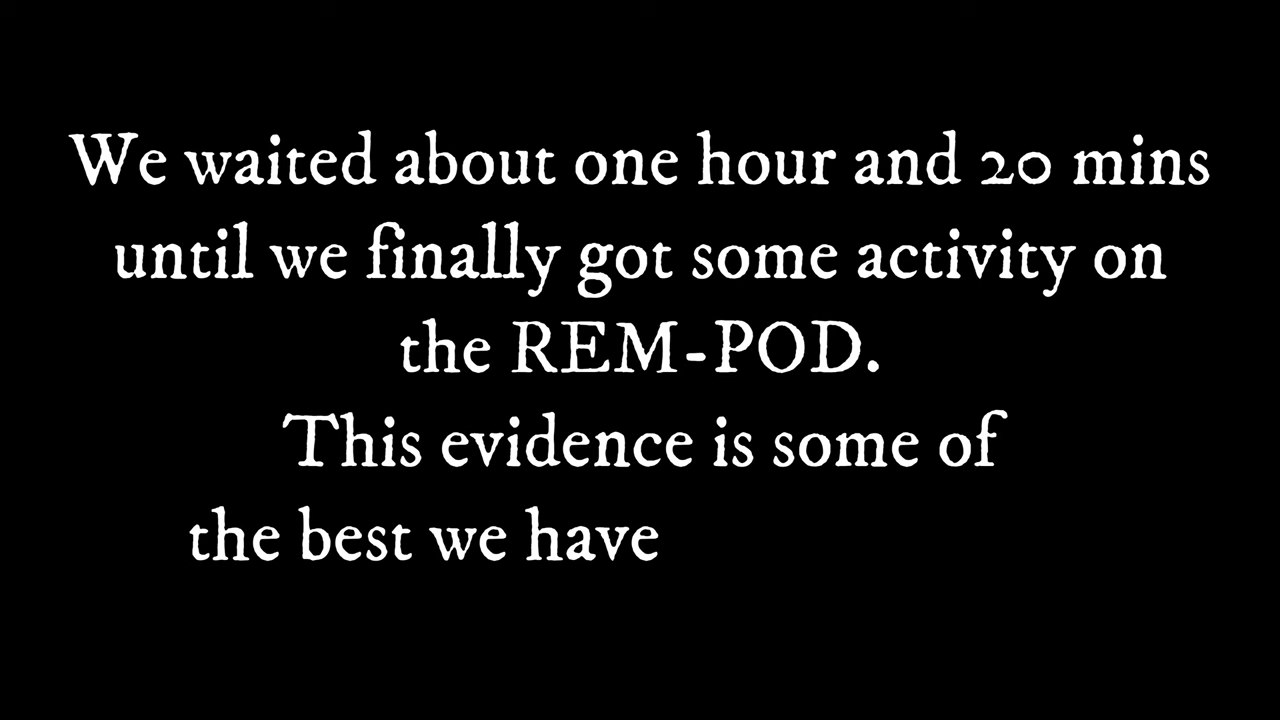 We waited about one hour and 20 mins
until we finally got some activity on
the REM-POD.
This evidence is some of
the best we have